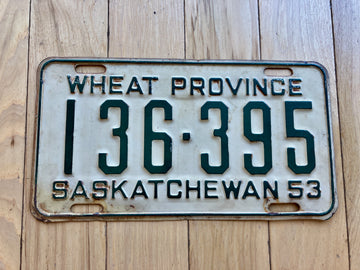 WHEAT PROVINCE
136·395
SASKATCHEWAN 53